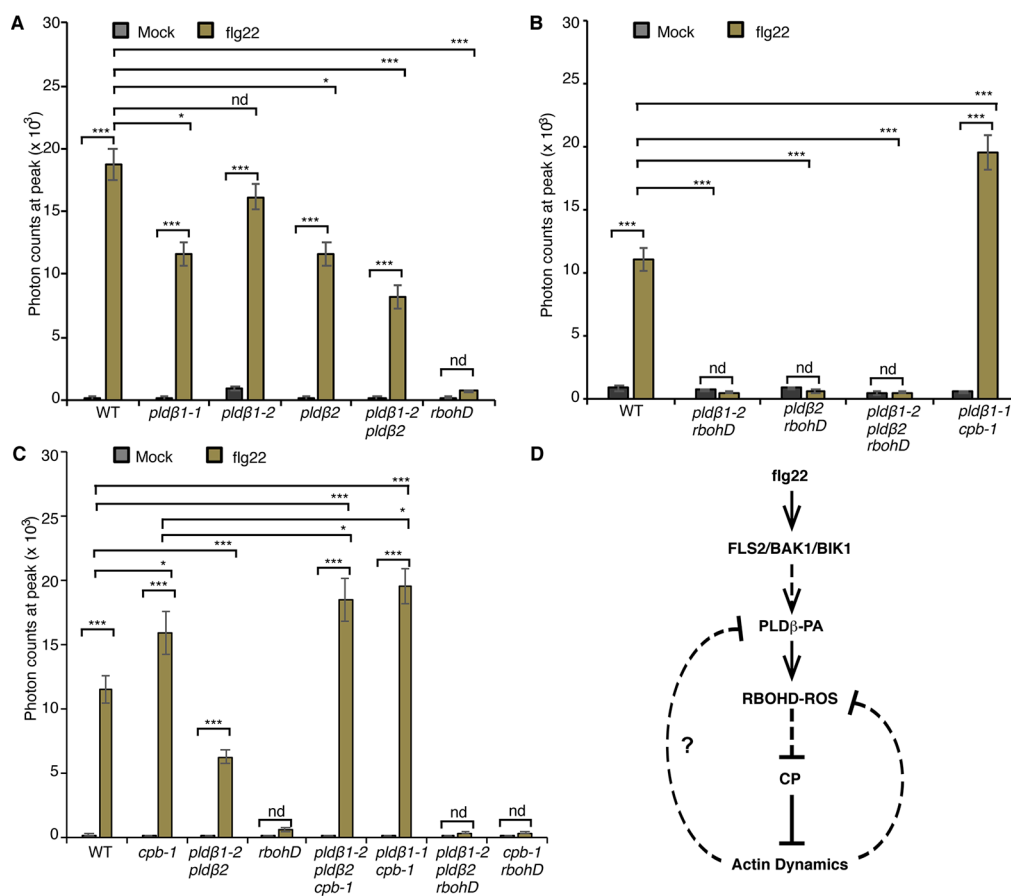 A
Mock
flg22
Photon counts at peak (x 10³)
30
25
20
15
10
5
0
***
***
*
nd
*
***
***
***
***
***
nd
WT
pldβ1-1
pldβ1-2
pldβ2
pldβ1-2
pldβ2
rbohD
B
Mock
flg22
Photon counts at peak (x 10³)
30
25
20
15
10
5
0
***
***
***
***
***
***
nd
nd
nd
WT
pldβ1-2
rbohD
pldβ2
rbohD
pldβ1-2
pldβ2
rbohD
pldβ1-1
cpb-1
C
Mock
flg22
Photon counts at peak (x 10³)
30
25
20
15
10
5
0
***
***
*
*
***
*
***
***
***
***
***
nd
nd
nd
WT
cpb-1
pldβ1-2
pldβ2
rbohD
pldβ1-2
pldβ2
cpb-1
pldβ1-1
cpb-1
pldβ1-2
pldβ2
rbohD
cpb-1
rbohD
D
flg22
FLS2/BAK1/BIK1
PLDβ-PA
RBOHD-ROS
?
CP
Actin Dynamics